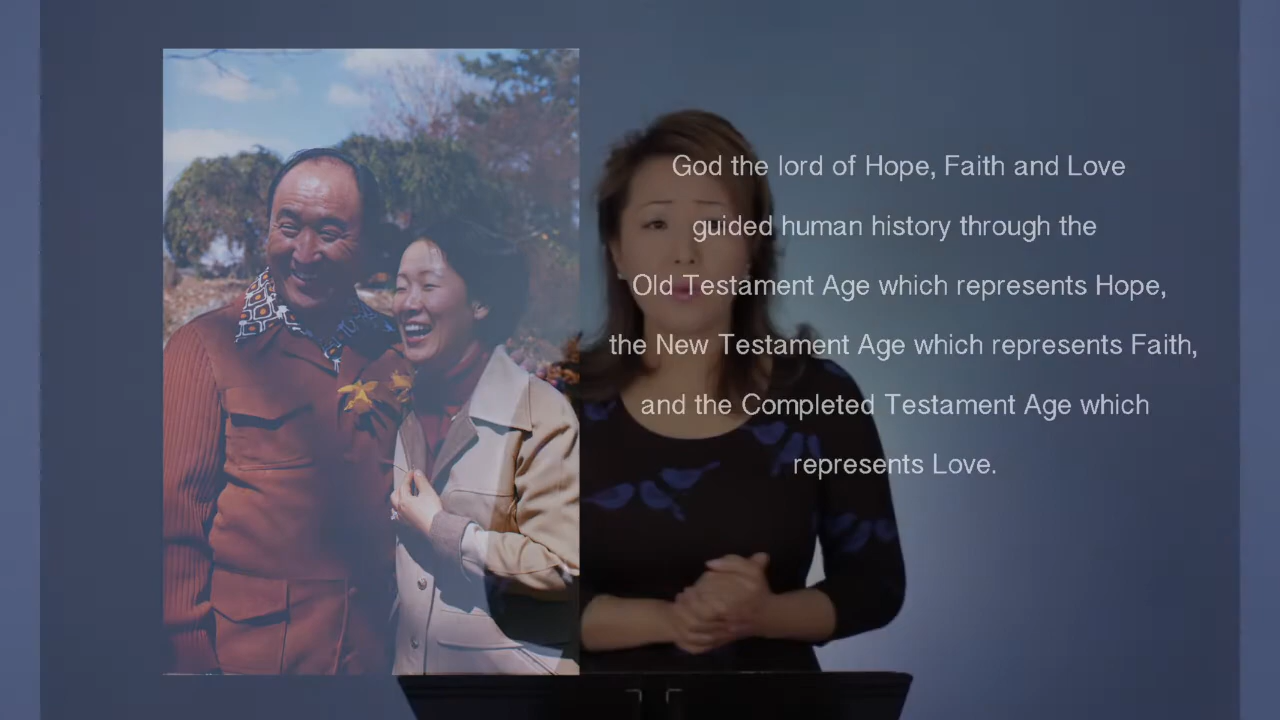 God the lord of Hope, Faith and Love
guided human history through the
Old Testament Age which represents Hope,
the New Testament Age which represents Faith,
and the Completed Testament Age which
represents Love.